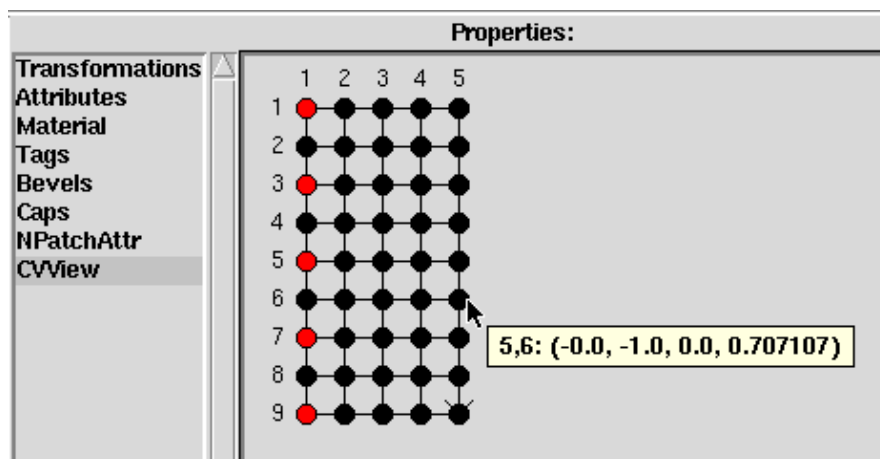 Properties:
Transformations
Attributes
Material
Tags
Bevels
Caps
NPatchAttr
CVView
1 2 3 4 5
1
2
3
4
5
6
7
5,6: (-0.0, -1.0, 0.0, 0.707107)
8
9